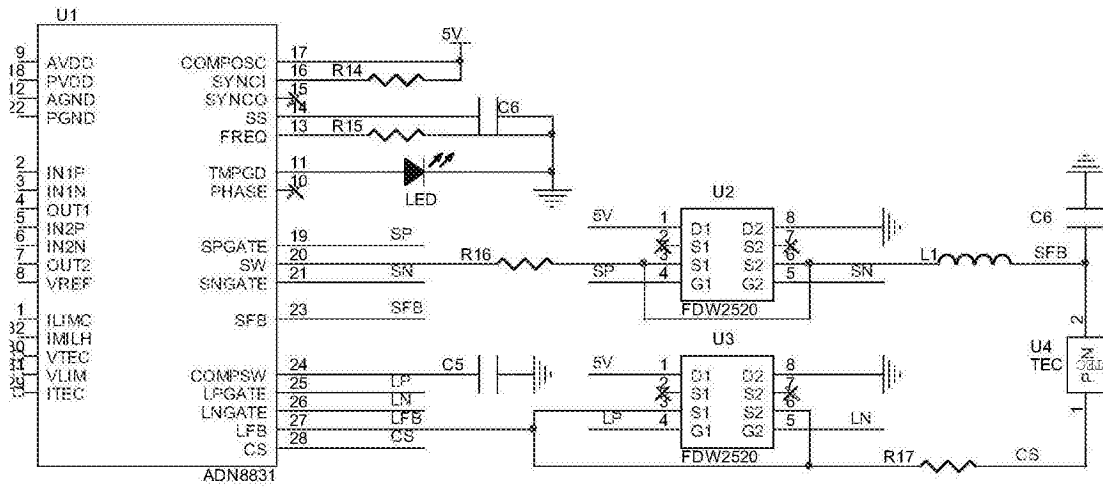 U1
9 AVDD COMPOSC 17 5V
18 PVDD SYNCI 16 R14
12 AGND SYNCO 15
22 PGND SS 14 C6
FREQ 13 R15
2 IN1P TMPGD 11
3 IN1N PHASE 10 LED
4 OUT1
5 IN2P
6 IN2N SPGATE 19 SP
7 OUT2 SW 20 R16
8 VREF SNGATE 21 SN
1 ILIMC SFB 23 SFB
32 IMILH
30 VTEC
31 VLIM COMPSW 24 C5
29 ITEC LPGATE 25 LP
13 LNGATE 26 LN
LFB 27 LFB
CS 28 CS
ADN8831
U2
5V 1 D1 D2 8
2 S1 S2 7
3 S1 S2 6
SP 4 G1 G2 5 SN
FDW2520
L1 SFB
C6
U3
5V 1 D1 D2 8
2 S1 S2 7
3 S1 S2 6
LP 4 G1 G2 5 LN
FDW2520
2
U4
TEC
1
R17 CS